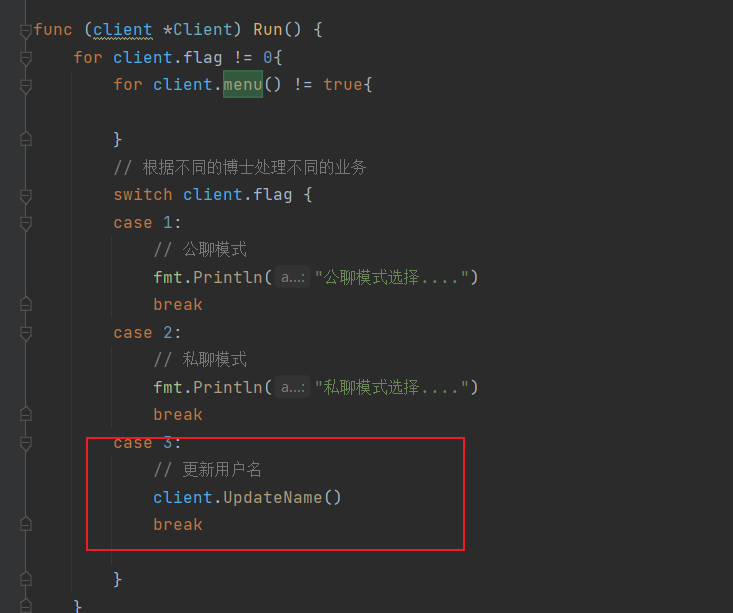 func (client *Client) Run() {
for client.flag != 0{
for client.menu() != true{
}
// 根据不同的博士处理不同的业务
switch client.flag {
case 1:
// 公聊模式
fmt.Println( a...: "公聊模式选择....")
break
case 2:
// 私聊模式
fmt.Println( a...: "私聊模式选择....")
break
case 3:
// 更新用户名
client.UpdateName()
break
}
}